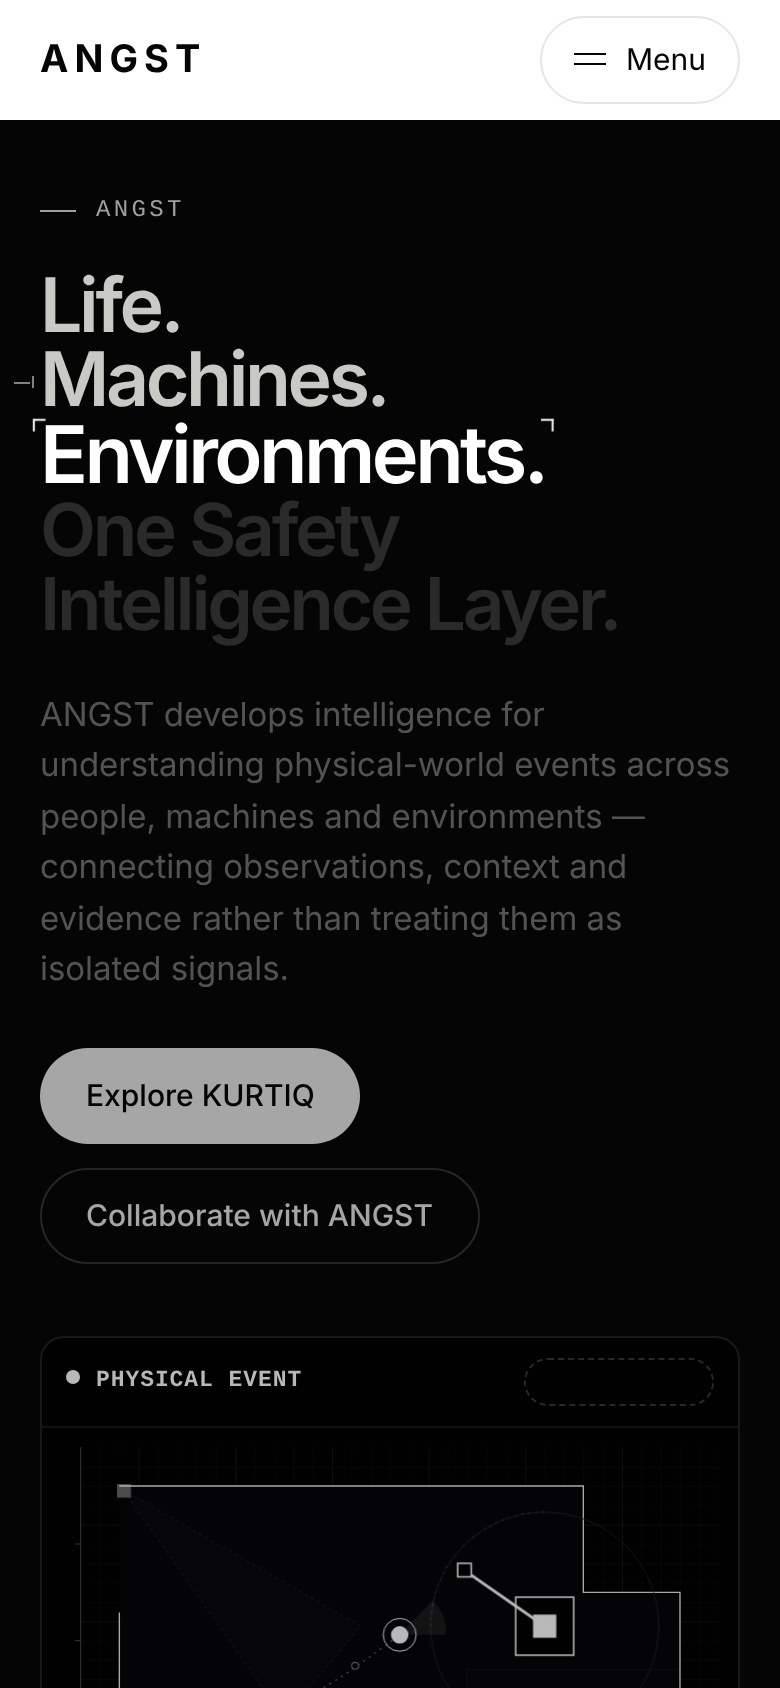 ANGST
Menu
ANGST
Life.
Machines.
Environments.
One Safety
Intelligence Layer.
ANGST develops intelligence for
understanding physical-world events across
people, machines and environments —
connecting observations, context and
evidence rather than treating them as
isolated signals.
Explore KURTIQ
Collaborate with ANGST
PHYSICAL EVENT